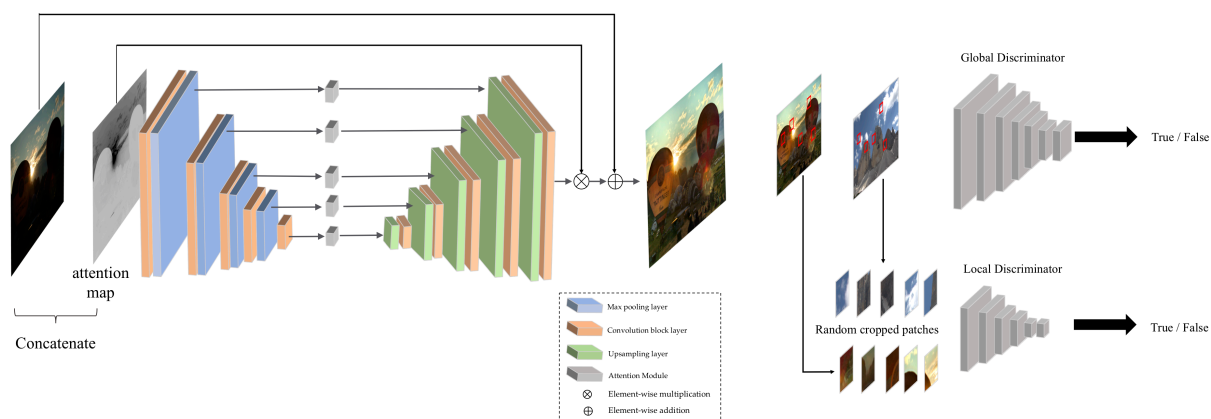 attention
map
Concatenate
Max pooling layer
Convolution block layer
Upsampling layer
Attention Module
Element-wise multiplication
Element-wise addition
Global Discriminator
True / False
Local Discriminator
Random cropped patches
True / False